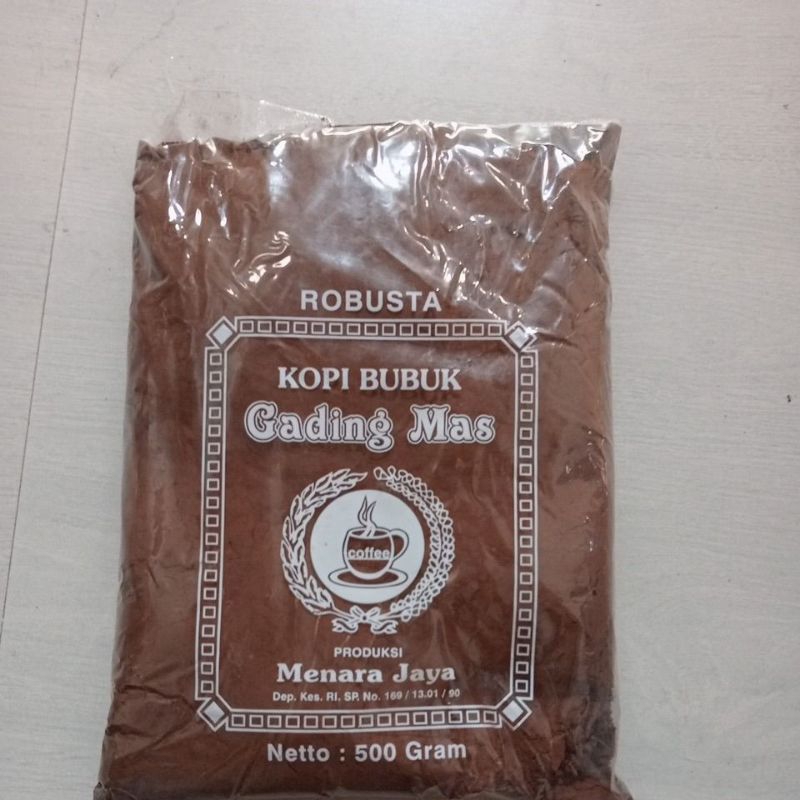 ROBUSTA
KOPI BUBUK
Gading Mas
coffee
PRODUKSI
Menara Jaya
Dep. Kes. RI. SP. No. 169 / 13.01 / 90
Netto : 500 Gram